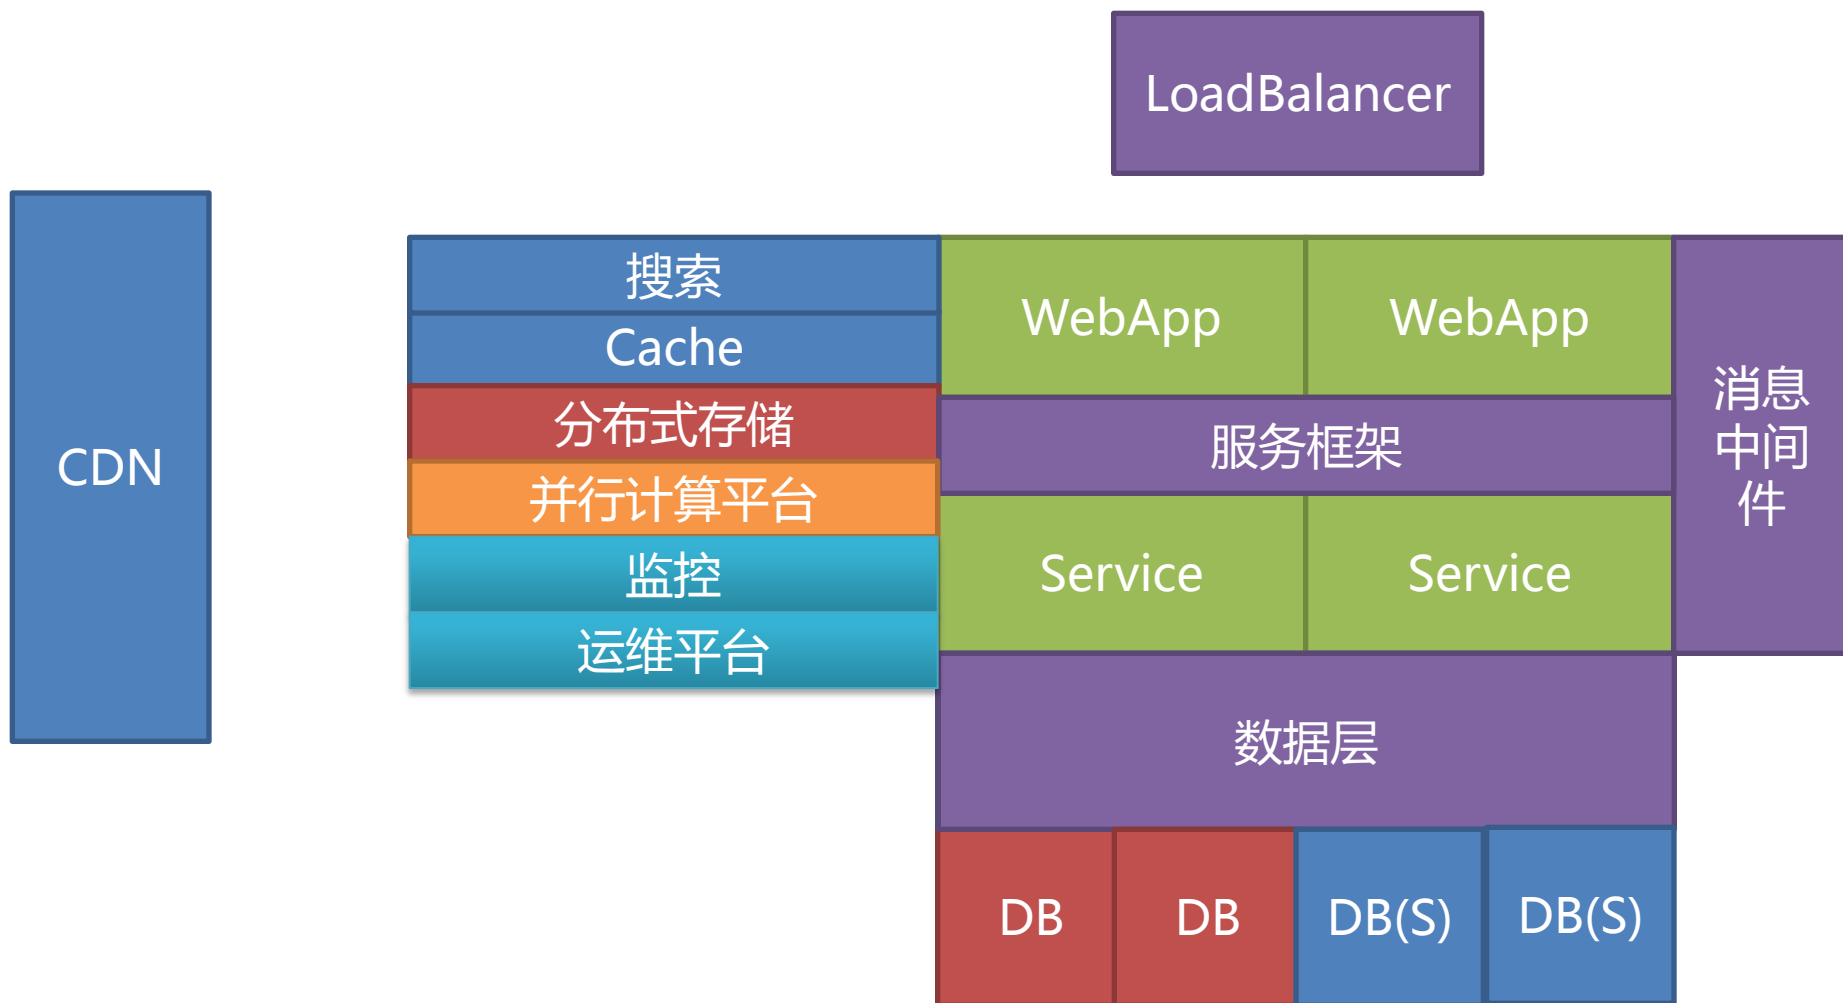 LoadBalancer
CDN
搜索
Cache
分布式存储
并行计算平台
监控
运维平台
WebApp
WebApp
服务框架
Service
Service
消息
中间
件
数据层
DB
DB
DB(S)
DB(S)